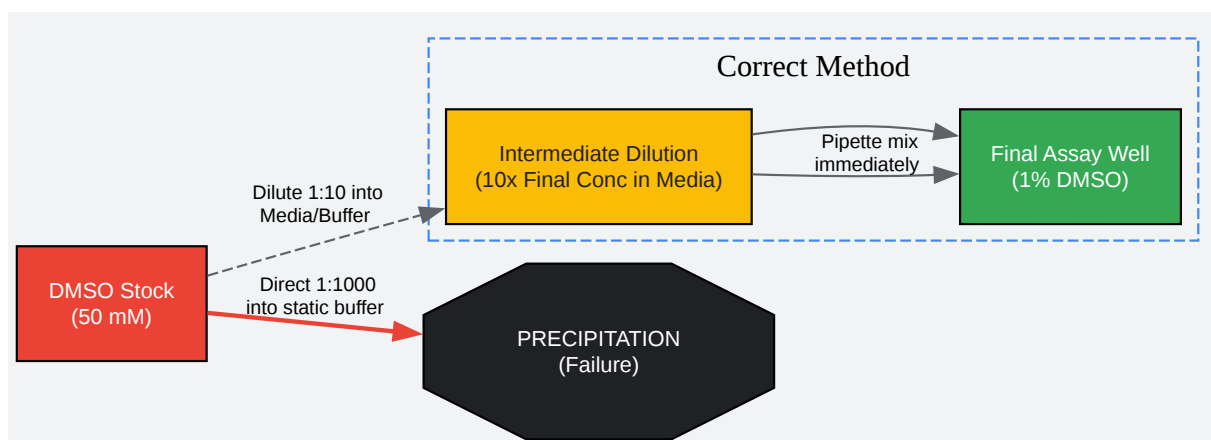 Correct Method
Intermediate Dilution
(10x Final Conc in Media)
Pipette mix
immediately
Final Assay Well
(1% DMSO)
Dilute 1:10 into
Media/Buffer
DMSO Stock
(50 mM)
Direct 1:1000
into static buffer
PRECIPITATION
(Failure)